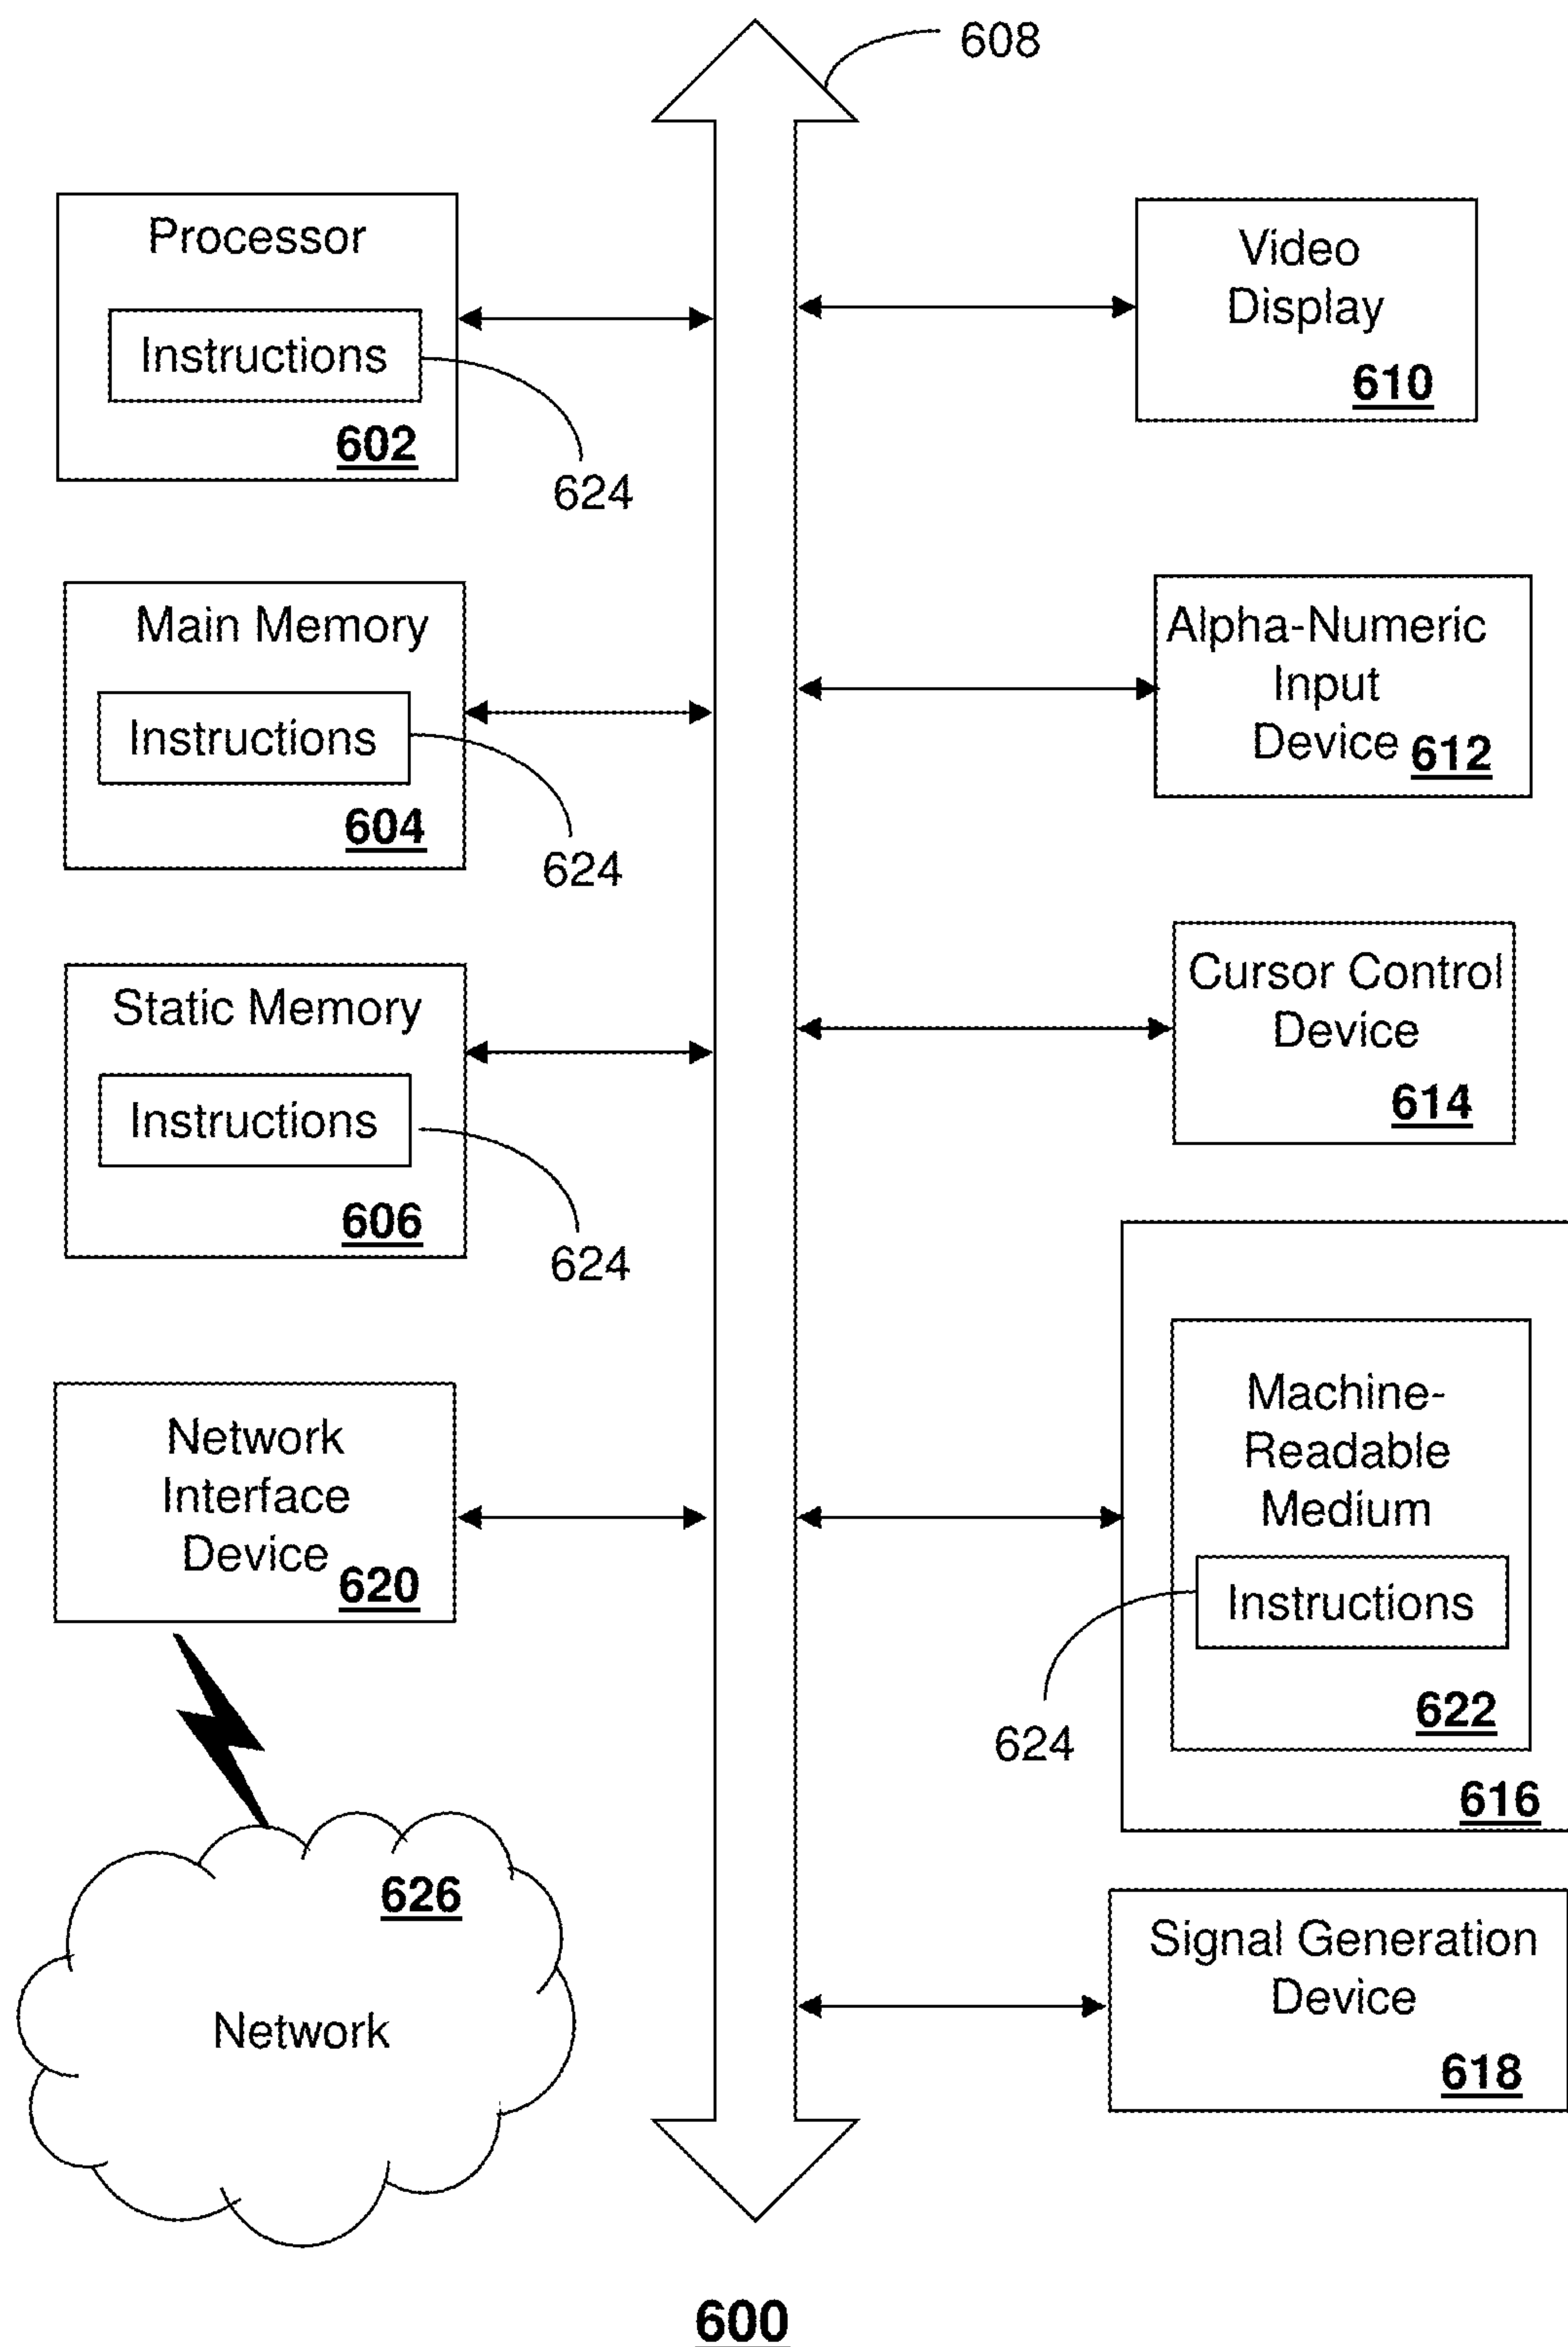 608
Processor
Instructions
602
624
Main Memory
Instructions
604
624
Static Memory
Instructions
606
624
Network
Interface
Device
620
626
Network
Video
Display
610
Alpha-Numeric
Input
Device 612
Cursor Control
Device
614
Machine-
Readable
Medium
Instructions
624
622
616
Signal Generation
Device
618
600